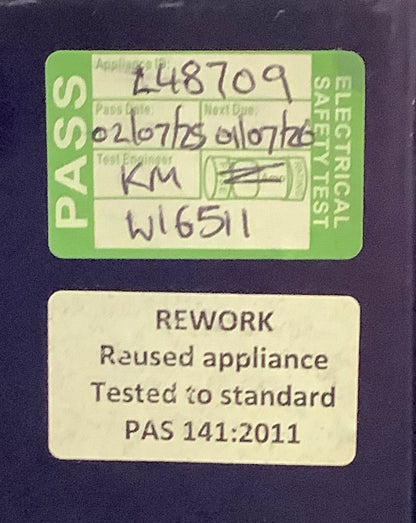 PASS
ELECTRICAL
SAFETY TEST
Appliance ID:
L48709
Pass Date: Next Due:
02/07/25 01/07/26
Test Engineer
KM
W16511
REWORK
Reused appliance
Tested to standard
PAS 141:2011